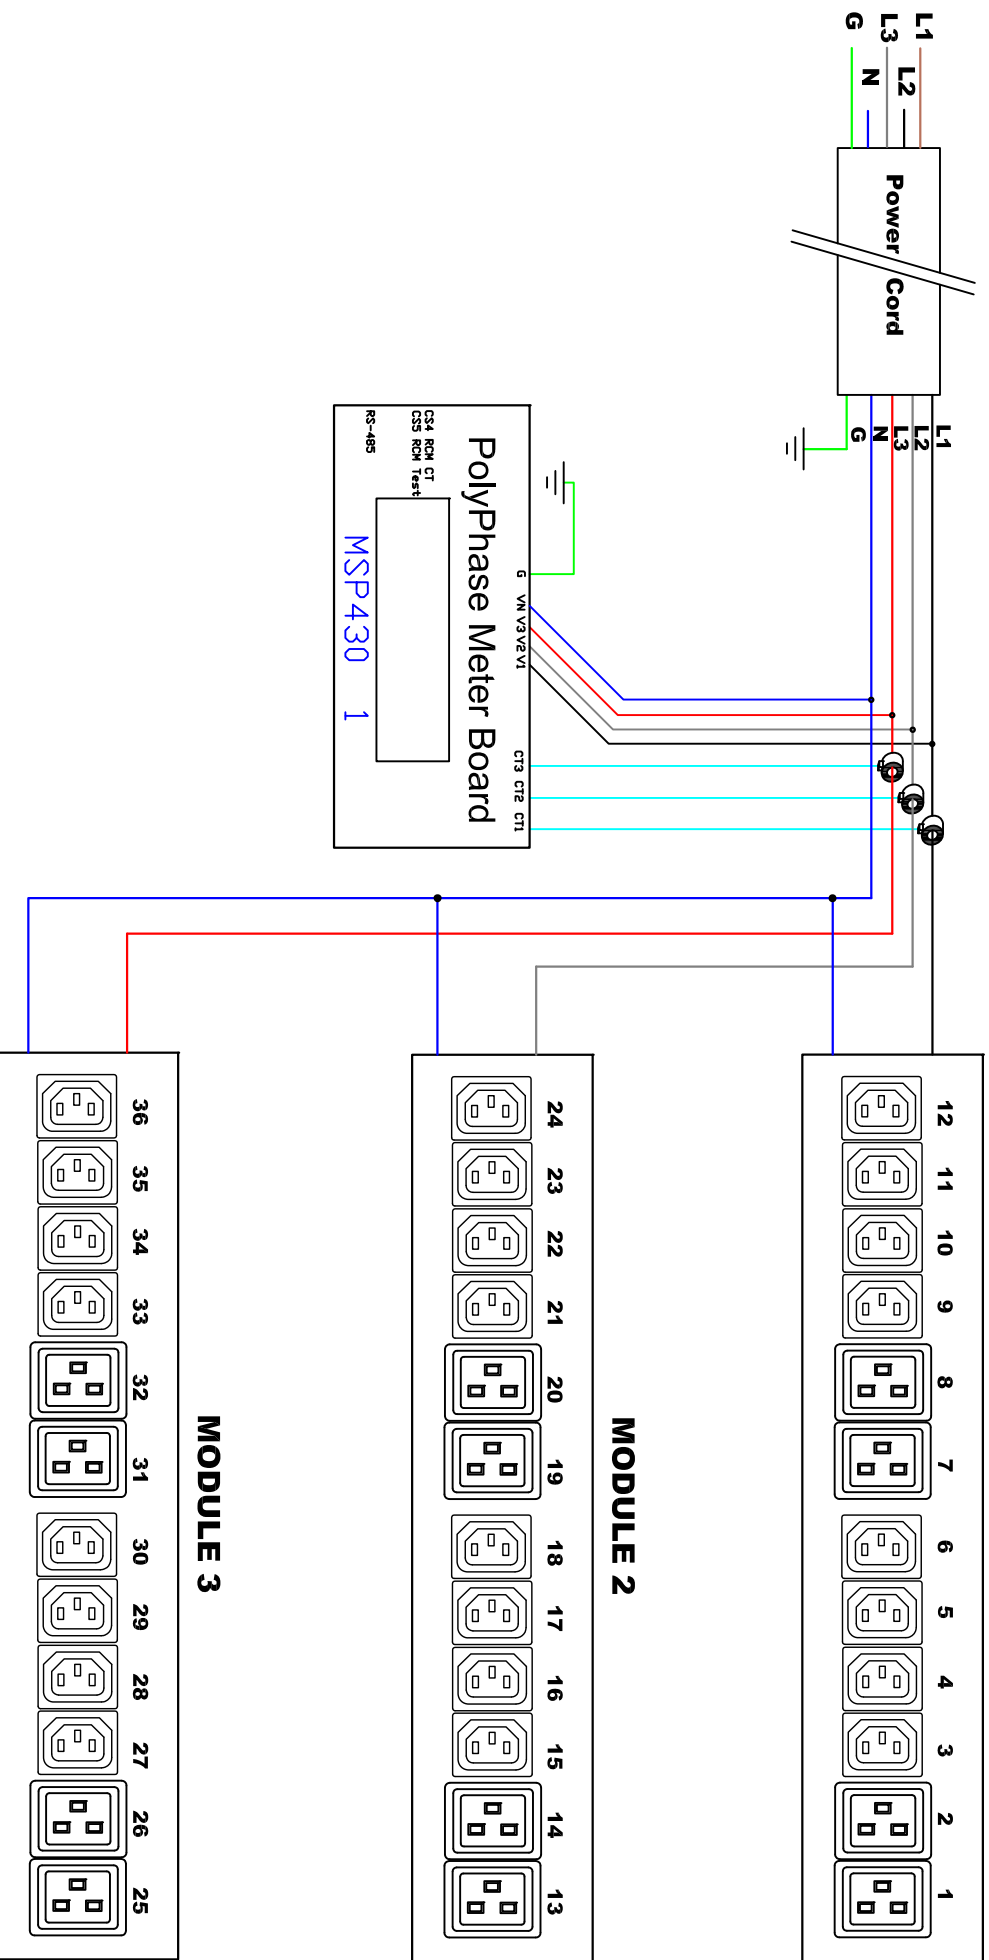 L1
L2
L3
N
G
Power Cord
L1
L2
L3
N
G
PolyPhase Meter Board
G
VN V3 V2 V1
CT3 CT2 CT1
CS4 RCM CT
CS5 RCM Test
RS-485
MSP430 1
12 11 10 9 8 7 6 5 4 3 2 1
MODULE 2
24 23 22 21 20 19 18 17 16 15 14 13
MODULE 3
36 35 34 33 32 31 30 29 28 27 26 25